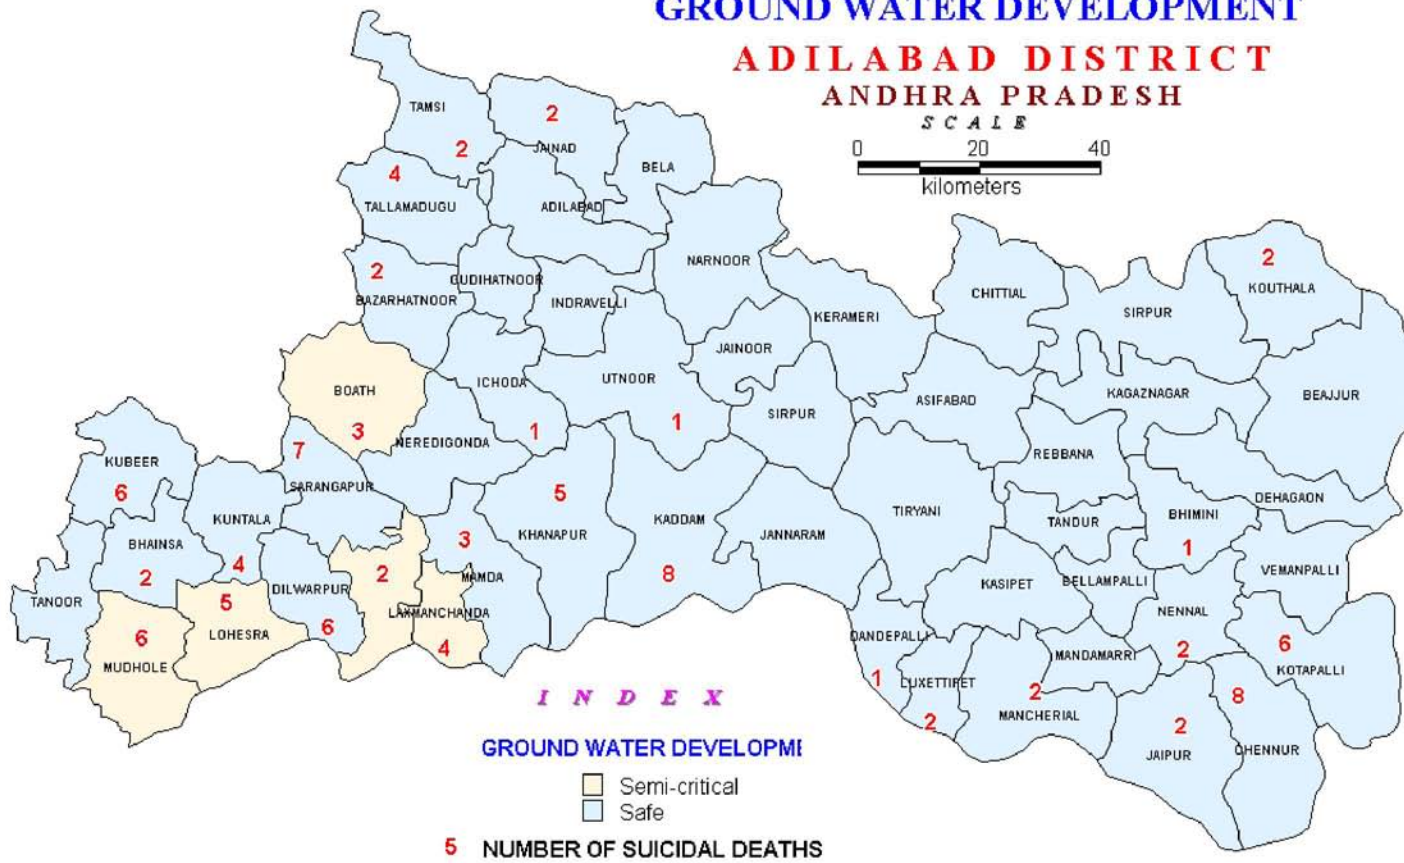 GROUND WATER DEVELOPMENT
ADILABAD DISTRICT
ANDHRA PRADESH
SCALE
0 20 40
kilometers
TAMSI
2
2
JAINAD
BELA
4
TALLAMADUGU
ADILABAD
2
BAZARHATNOOR
GUDIHATNOOR
INDRAVELLI
NARNOOR
KERAMERI
CHITTIAL
SIRPUR
2
KOUTHALA
JAINOOR
BOATH
3
ICHODA
1
UTNOOR
1
SIRPUR
ASIFABAD
KAGAZNAGAR
BEAJJUR
NEREDIGONDA
7
SARANGAPUR
KUBEER
6
KUNTALA
4
BHAINSA
2
TANOOR
5
KHANAPUR
KADDAM
8
JANNARAM
TIRYANI
REBBANA
TANDUR
DEHAGAON
BHIMINI
1
VEMANPALLI
3
MAMDA
2
DILWARPUR
6
LAXMANCHANDA
4
5
LOHESRA
6
MUDHOLE
KASIPET
BELLAMPALLI
NENNAL
2
6
KOTAPALLI
DANDEPALLI
1
LUXETTIPET
2
MANDAMARRI
2
MANCHERIAL
2
JAIPUR
8
CHENNUR
INDEX
GROUND WATER DEVELOPME
Semi-critical
Safe
5 NUMBER OF SUICIDAL DEATHS